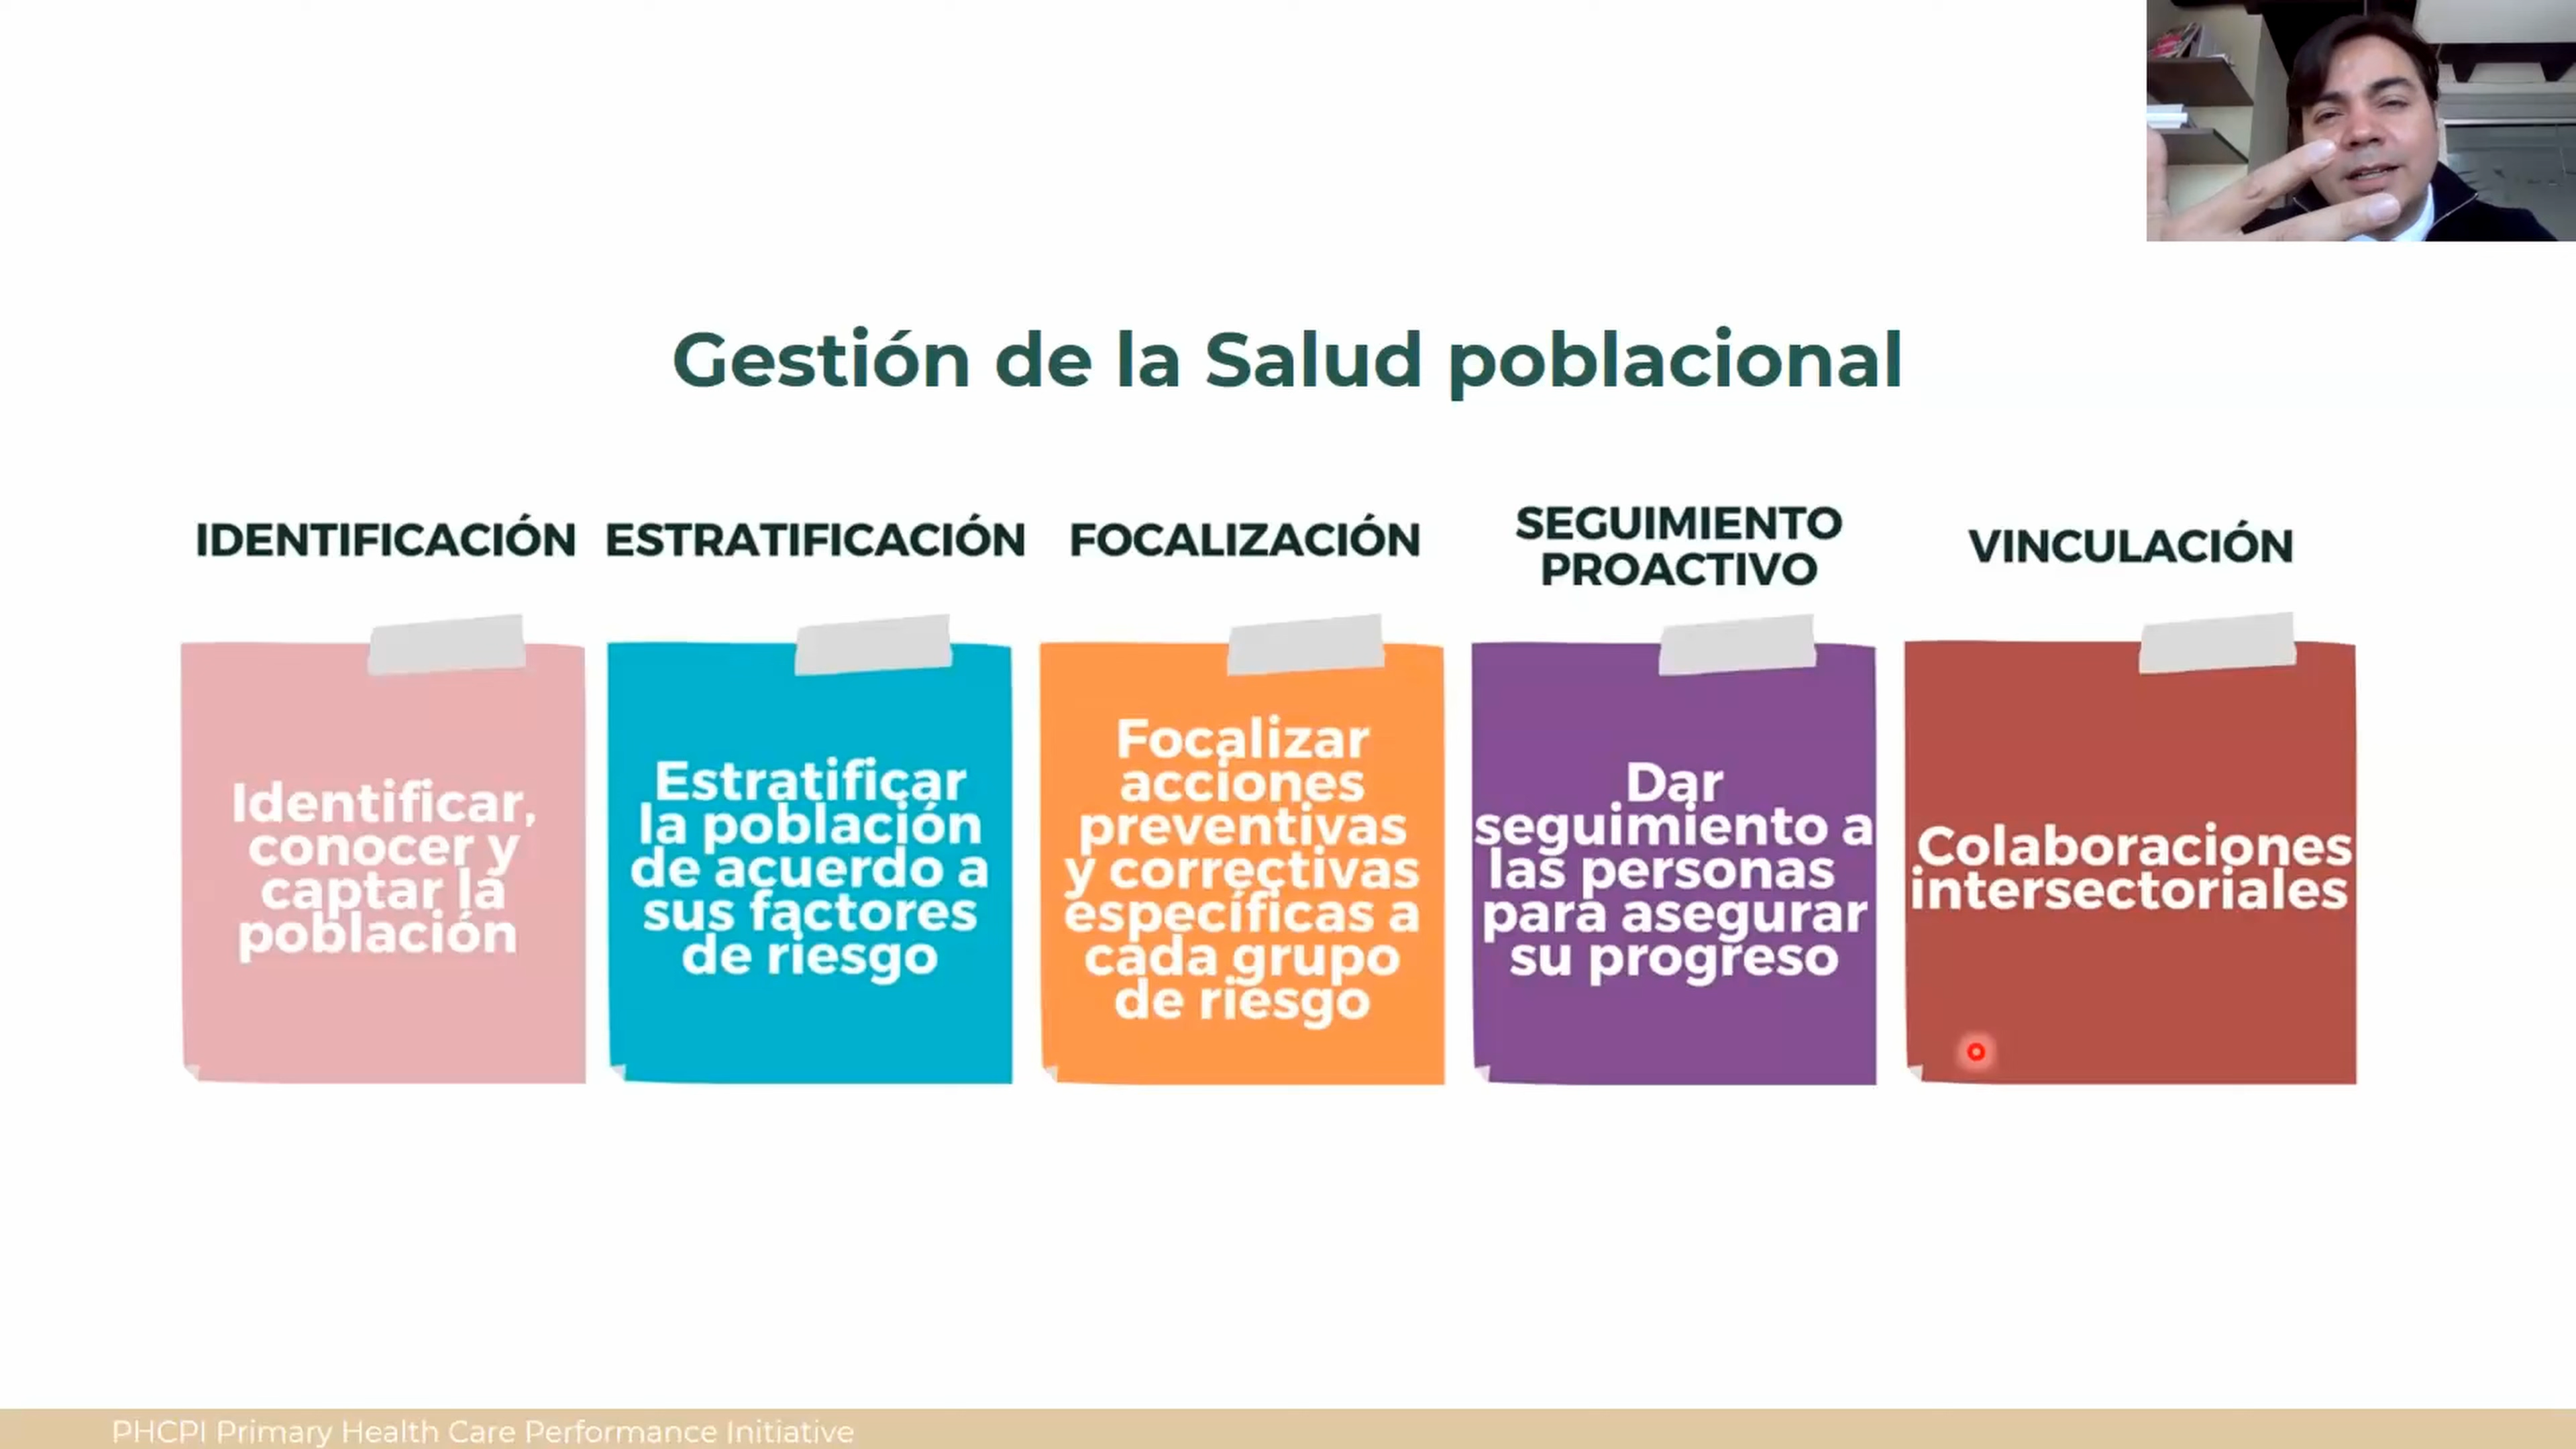 Gestión de la Salud poblacional
IDENTIFICACIÓN
Identificar,
conocer y
captar la
población
ESTRATIFICACIÓN
Estratificar
la población
de acuerdo a
sus factores
de riesgo
FOCALIZACIÓN
Focalizar
acciones
preventivas
y correctivas
específicas a
cada grupo
de riesgo
SEGUIMIENTO
PROACTIVO
Dar
seguimiento a
las personas
para asegurar
su progreso
VINCULACIÓN
Colaboraciones
intersectoriales
PHCPI Primary Health Care Performance Initiative